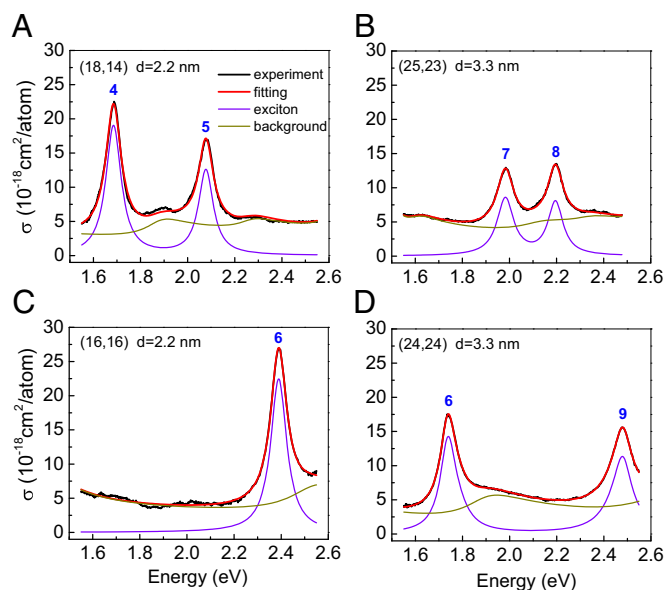 A
(18,14) d=2.2 nm
4
5
experiment
fitting
exciton
background
σ (10⁻¹⁸cm²/atom)
30
25
20
15
10
5
0
1.6 1.8 2.0 2.2 2.4 2.6
B
(25,23) d=3.3 nm
7
8
30
25
20
15
10
5
0
1.6 1.8 2.0 2.2 2.4 2.6
C
(16,16) d=2.2 nm
6
σ (10⁻¹⁸cm²/atom)
30
25
20
15
10
5
0
1.6 1.8 2.0 2.2 2.4 2.6
Energy (eV)
D
(24,24) d=3.3 nm
6
9
30
25
20
15
10
5
0
1.6 1.8 2.0 2.2 2.4 2.6
Energy (eV)